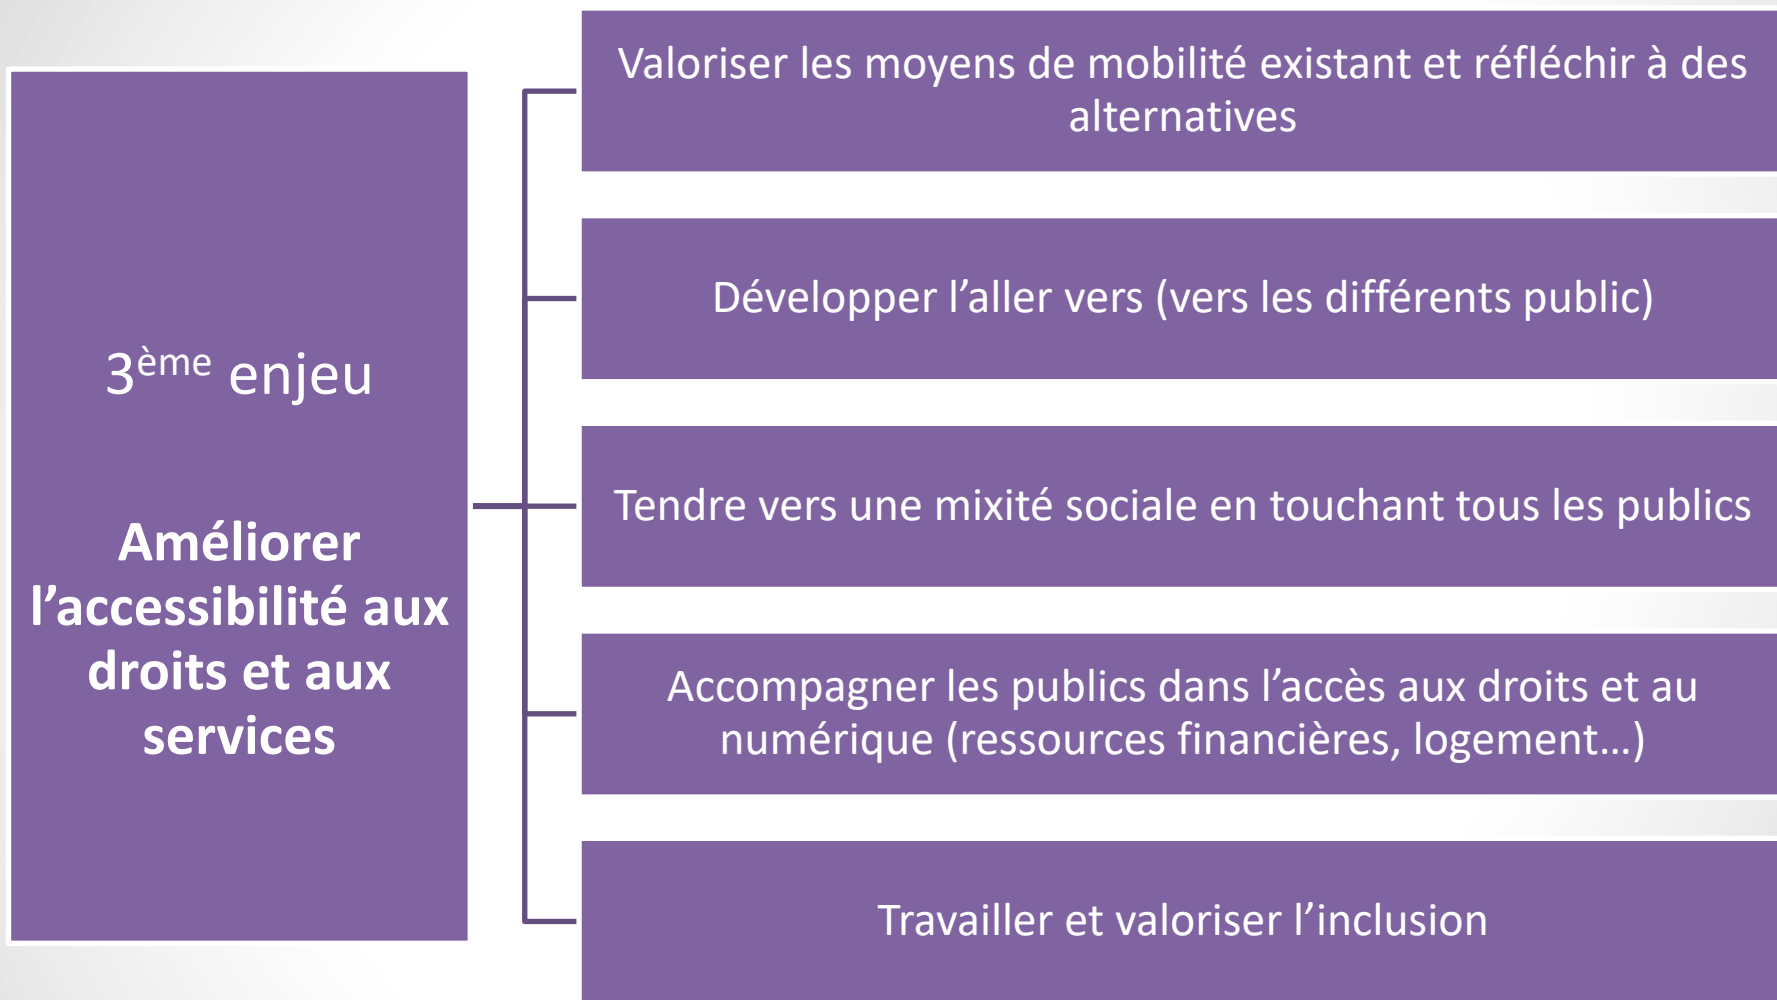 3ème enjeu
Améliorer
l’accessibilité aux
droits et aux
services
Valoriser les moyens de mobilité existant et réfléchir à des
alternatives
Développer l’aller vers (vers les différents public)
Tendre vers une mixité sociale en touchant tous les publics
Accompagner les publics dans l’accès aux droits et au
numérique (ressources financières, logement…)
Travailler et valoriser l’inclusion